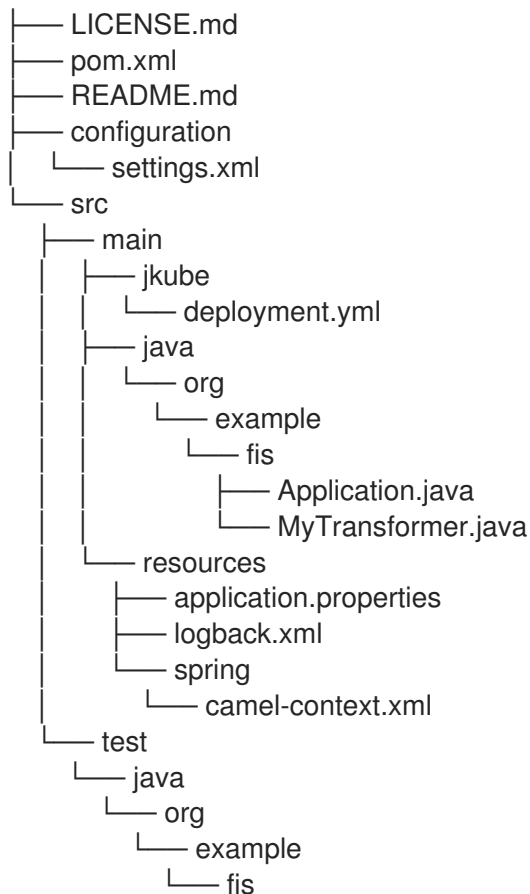 LICENSE.md
pom.xml
README.md
configuration
settings.xml
src
main
jkube
deployment.yml
java
org
example
fis
Application.java
MyTransformer.java
resources
application.properties
logback.xml
spring
camel-context.xml
test
java
org
example
fis